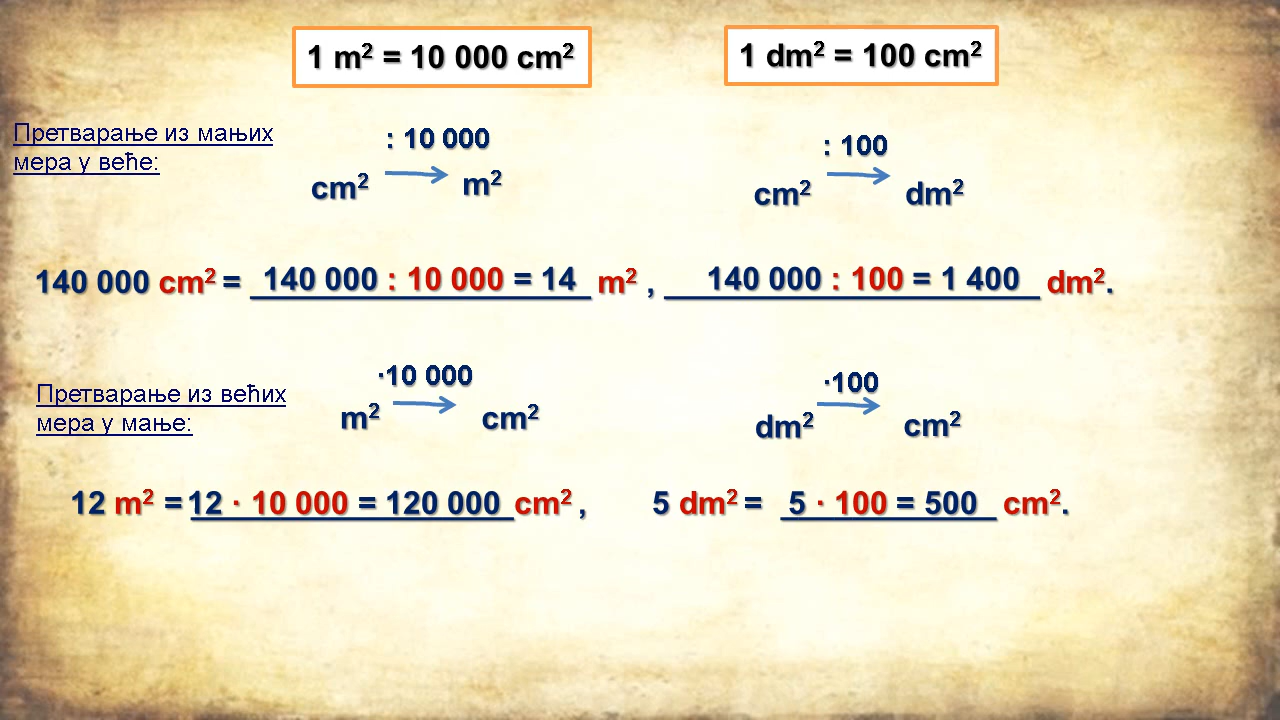 1 m² = 10 000 cm²
1 dm² = 100 cm²
Претварање из мањих
мера у веће:
: 10 000
cm² → m²
: 100
cm² → dm²
140 000 cm² = 140 000 : 10 000 = 14 m² , 140 000 : 100 = 1 400 dm².
Претварање из већих
мера у мање:
·10 000
m² → cm²
·100
dm² → cm²
12 m² = 12 · 10 000 = 120 000 cm² , 5 dm² = 5 · 100 = 500 cm².